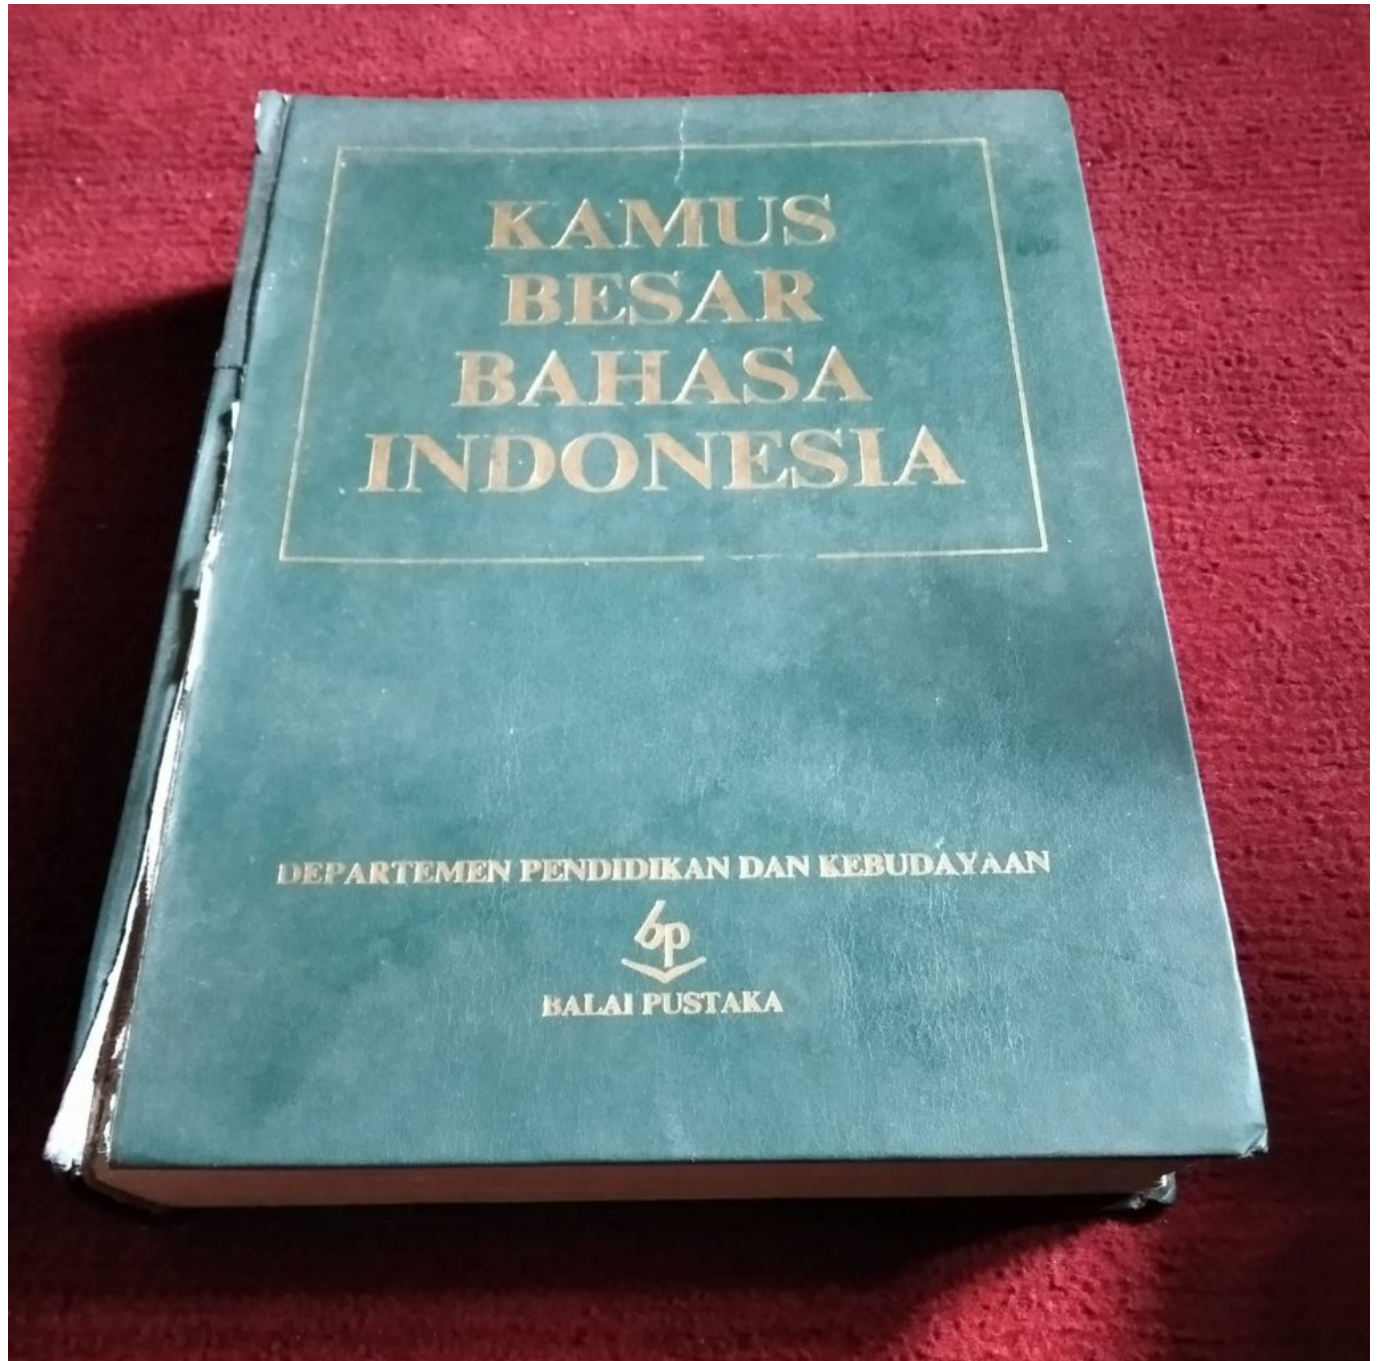 KAMUS
BESAR
BAHASA
INDONESIA
DEPARTEMEN PENDIDIKAN DAN KEBUDAYAAN
bp
BALAI PUSTAKA